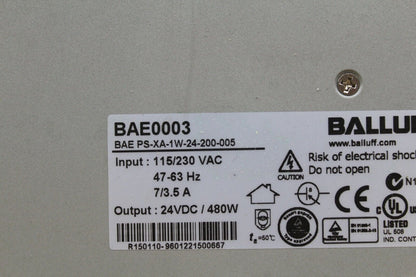 BAE0003
BAE PS-XA-1W-24-200-005
BALLUFF
www.balluff.com
Input : 115/230 VAC
47-63 Hz
7/3.5 A
Output : 24VDC / 480W
CAUTION
Risk of electrical shock
Do not open
LISTED
UL 508
IND. CONT.
R150110-9601221500667